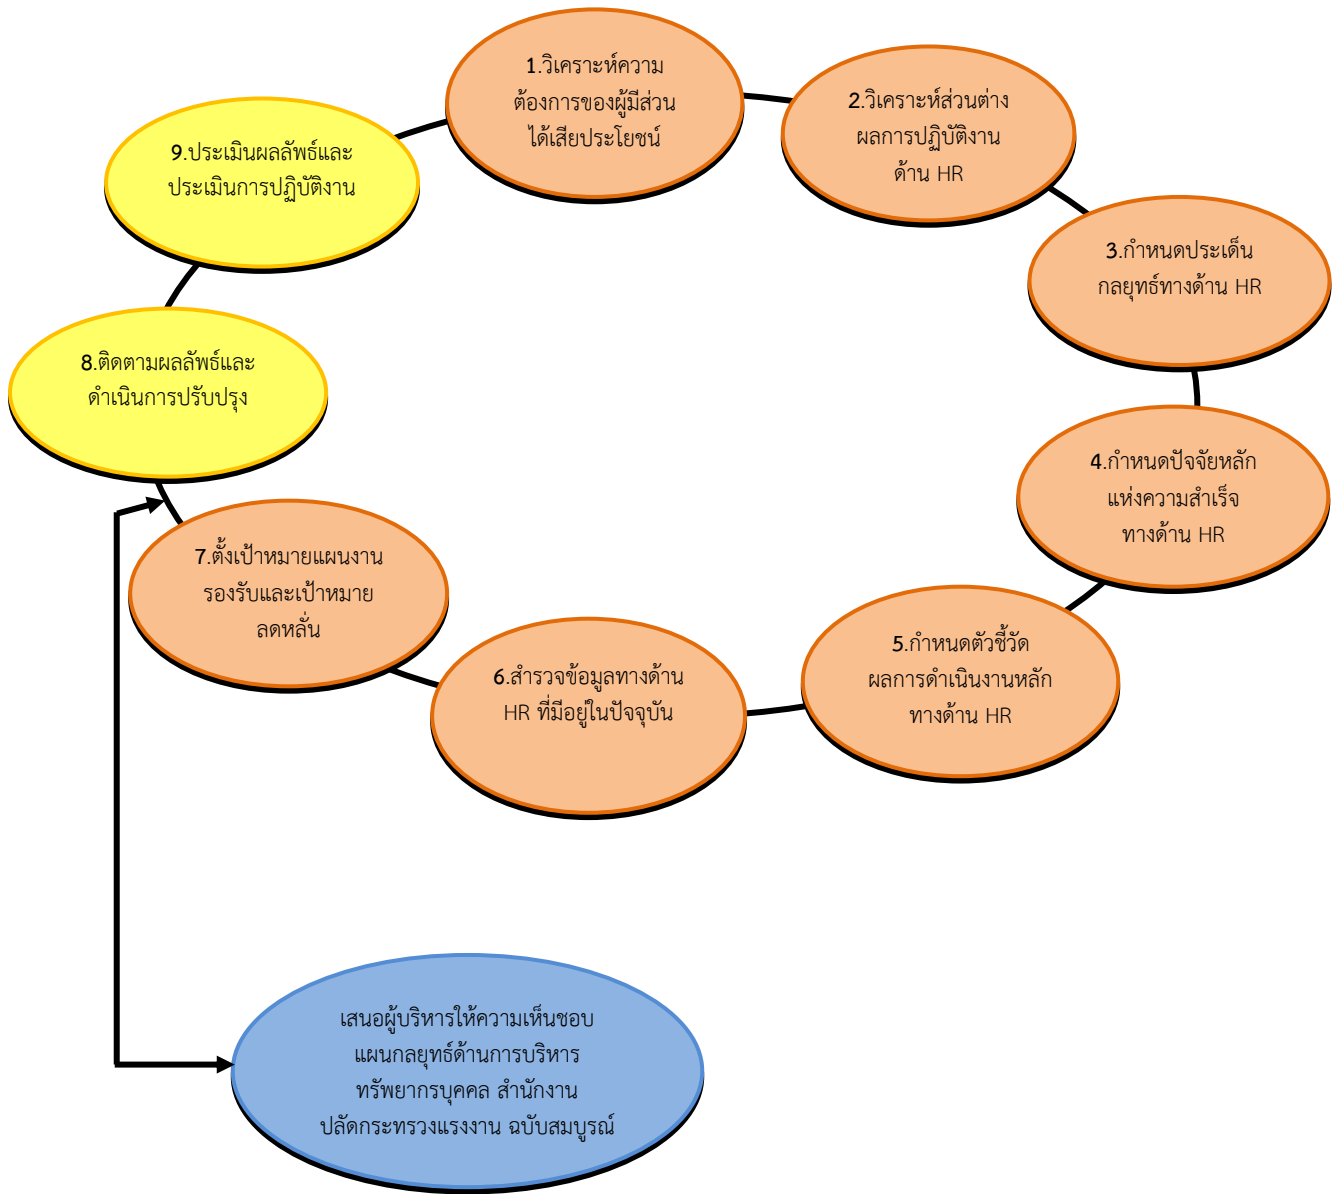 1.วิเคราะห์ความ
ต้องการของผู้มีส่วน
ได้เสียประโยชน์
2.วิเคราะห์ส่วนต่าง
ผลการปฏิบัติงาน
ด้าน HR
3.กำหนดประเด็น
กลยุทธ์ทางด้าน HR
4.กำหนดปัจจัยหลัก
แห่งความสำเร็จ
ทางด้าน HR
5.กำหนดตัวชี้วัด
ผลการดำเนินงานหลัก
ทางด้าน HR
6.สำรวจข้อมูลทางด้าน
HR ที่มีอยู่ในปัจจุบัน
7.ตั้งเป้าหมายแผนงาน
รองรับและเป้าหมาย
ลดหลั่น
8.ติดตามผลลัพธ์และ
ดำเนินการปรับปรุง
9.ประเมินผลลัพธ์และ
ประเมินการปฏิบัติงาน
เสนอผู้บริหารให้ความเห็นชอบ
แผนกลยุทธ์ด้านการบริหาร
ทรัพยากรบุคคล สำนักงาน
ปลัดกระทรวงแรงงาน ฉบับสมบูรณ์